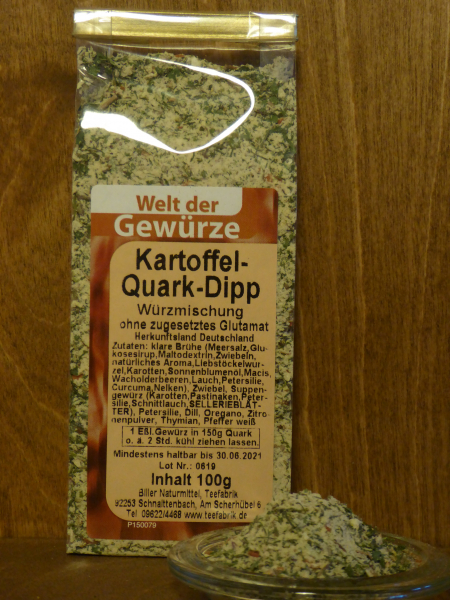 Welt der
Gewürze
Kartoffel-
Quark-Dipp
Würzmischung
ohne zugesetztes Glutamat
Herkunftsland Deutschland
Zutaten: klare Brühe (Meersalz,Glu-
kosesirup,Maltodextrin,Zwiebeln,
natürliches Aroma,Liebstöckelwur-
zel,Karotten,Sonnenblumenöl,Macis,
Wacholderbeeren,Lauch,Petersilie,
Curcuma,Nelken), Zwiebel, Suppen-
gewürz (Karotten,Pastinaken,Peter-
silie,Schnittlauch,SELLERIEBLÄT-
TER), Petersilie, Dill, Oregano, Zitro-
nenpulver, Thymian, Pfeffer weiß
1 Eßl.Gewürz in 150g Quark
o. ä. 2 Std. kühl ziehen lassen.
Mindestens haltbar bis 30.06.2021
Lot Nr.: 0619
Inhalt 100g
Biller Naturmittel, Teefabrik
92253 Schnaittenbach, Am Scherhübel 6
Tel 09622/4468 www.teefabrik.de
P150079